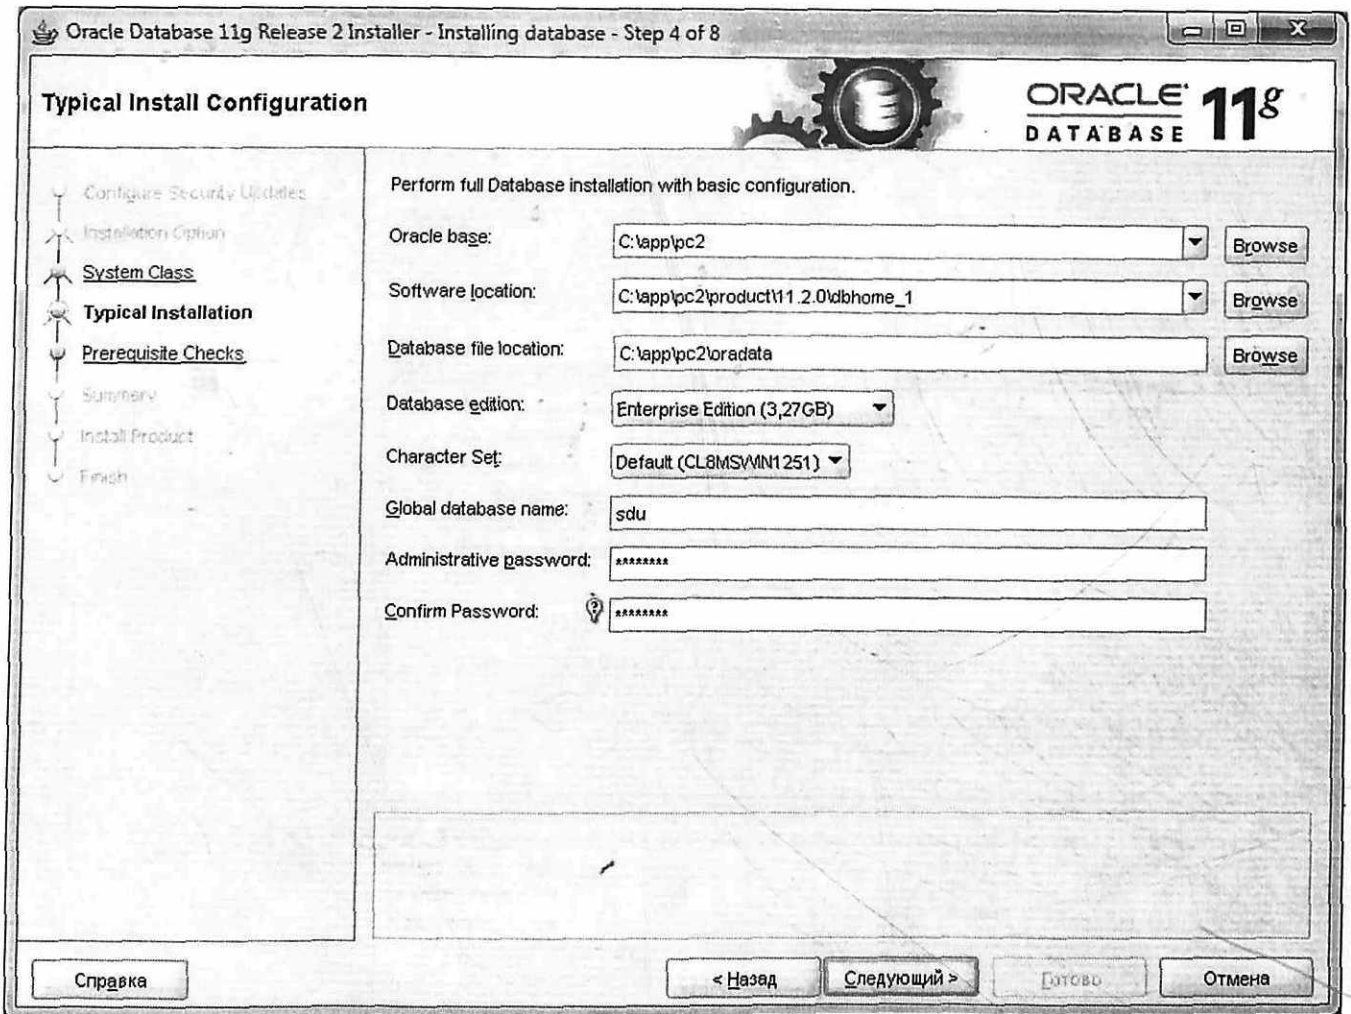 Oracle Database 11g Release 2 Installer - Installing database - Step 4 of 8
Typical Install Configuration
ORACLE
DATABASE
11g
Configure Security Updates
Installation Option
System Class
Typical Installation
Prerequisite Checks
Summary
Install Product
Finish
Perform full Database installation with basic configuration.
Oracle base: C:\app\pc2 Browse
Software location: C:\app\pc2\product\11.2.0\dbhome_1 Browse
Database file location: C:\app\pc2\oradata Browse
Database edition: Enterprise Edition (3,27GB)
Character Set: Default (CL8MSWIN1251)
Global database name: sdu
Administrative password: ********
Confirm Password: ********
Справка < Назад Следующий > Готово Отмена